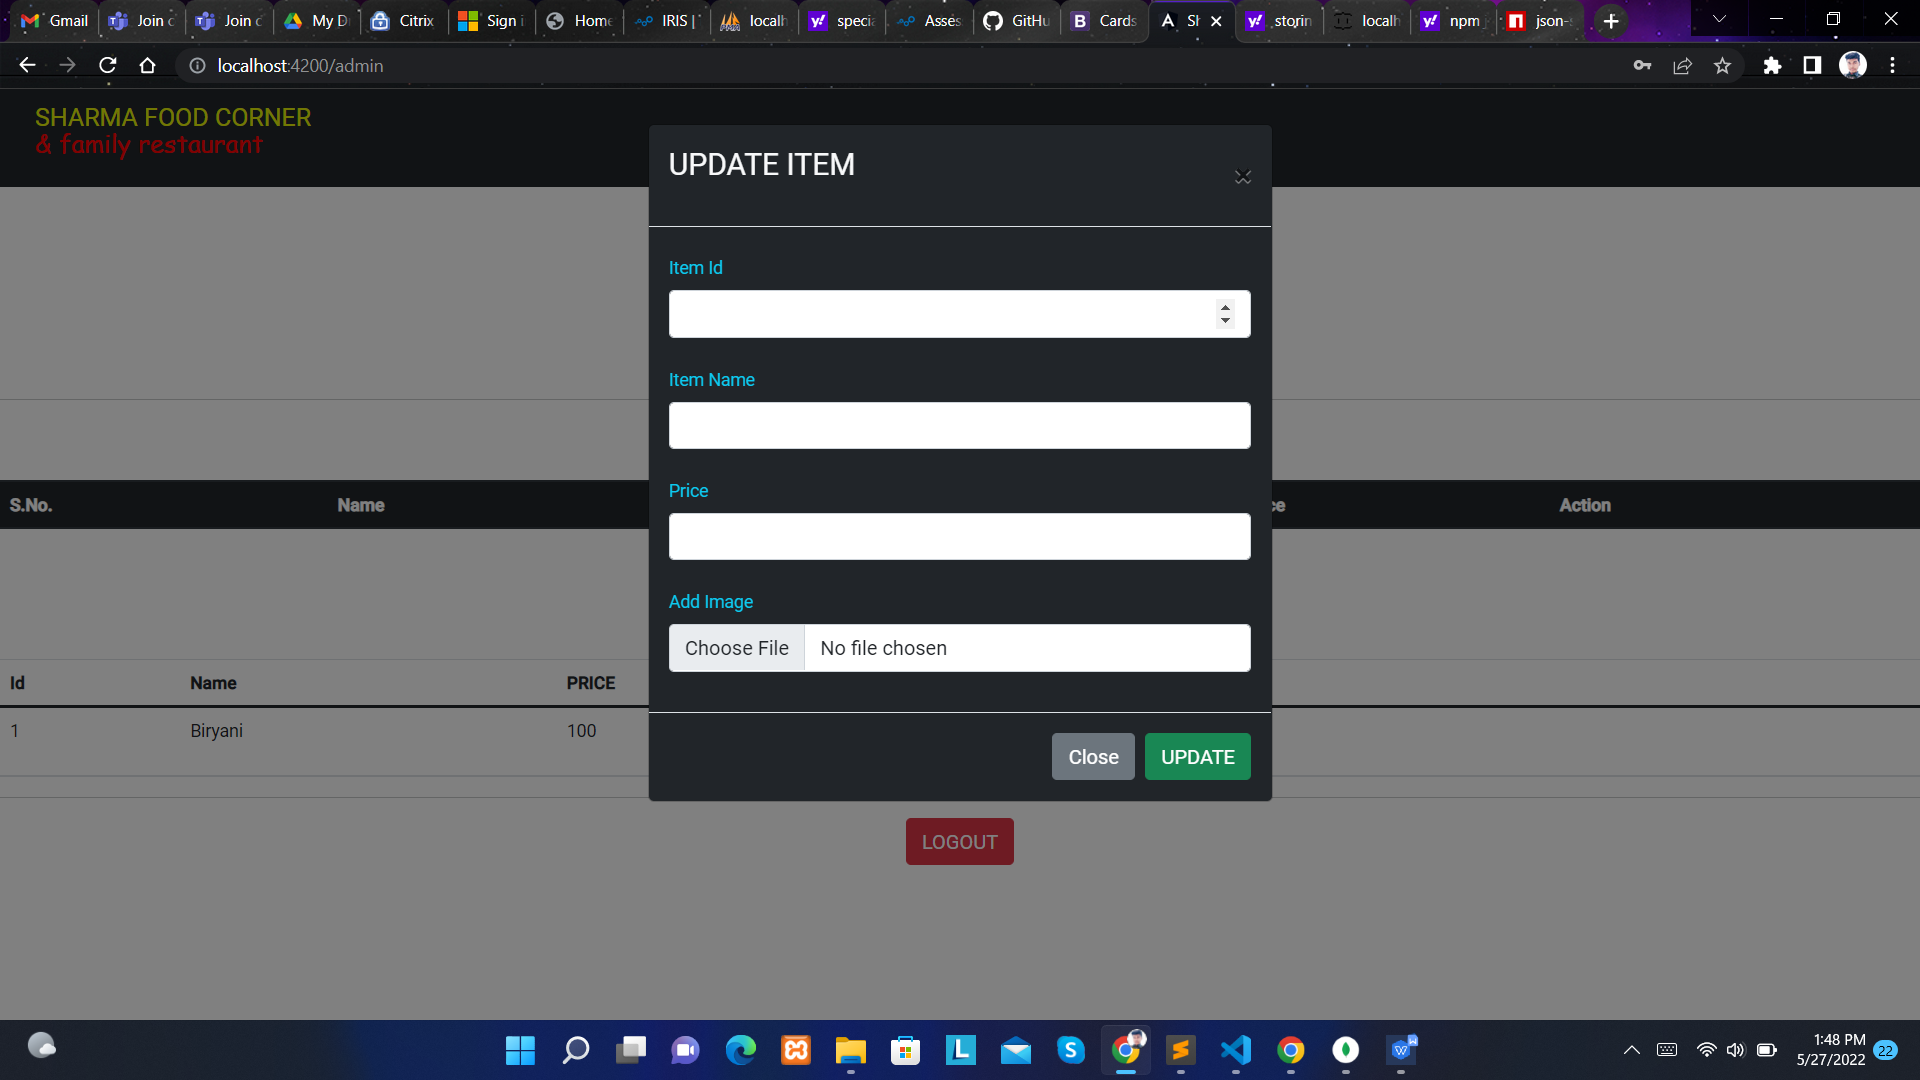 Gmail
Join
Join
My D
Citrix
Sign i
Home
IRIS |
localh
specia
Asses
GitHu
Cards
Sh
storin
localh
npm
json-
localhost:4200/admin
SHARMA FOOD CORNER
& family restaurant
UPDATE ITEM
×
Item Id
Item Name
S.No. Name Action
Price
Add Image
Choose File No file chosen
Id Name PRICE
1 Biryani 100
Close UPDATE
LOGOUT
1:48 PM
5/27/2022 22